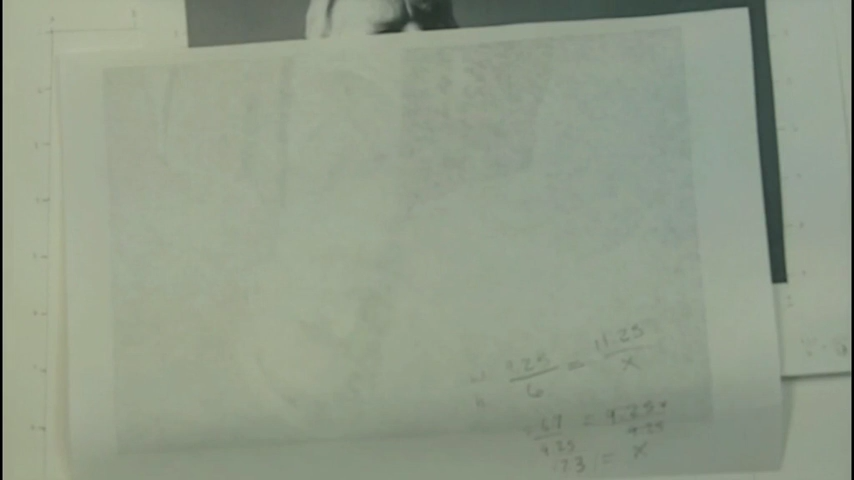 9.25/6 = 11.25/x
67/9.25 = 9.25x/9.25
7.3 = x